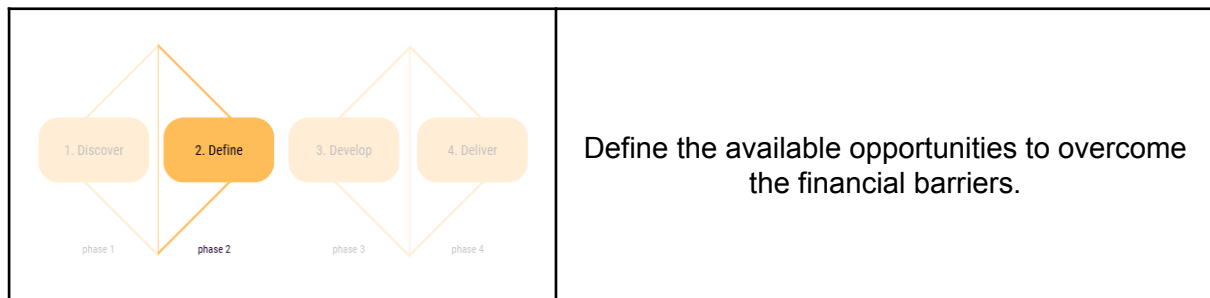 1. Discover
2. Define
3. Develop
4. Deliver
phase 1
phase 2
phase 3
phase 4
Define the available opportunities to overcome
the financial barriers.